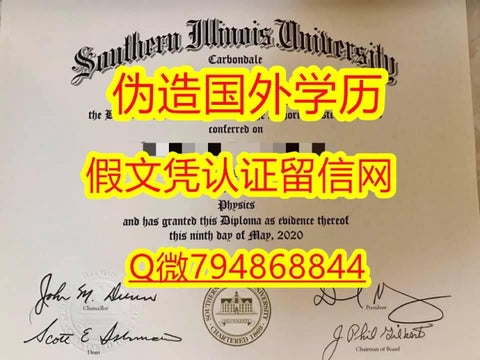 Southern Illinois University
Carbondale
伪造国外学历
conferred on
假文凭认证留信网
Physics
and has granted this Diploma as evidence thereof
this ninth day of May, 2020
Q微794868844
Chancellor
Dean
Chairman of Board